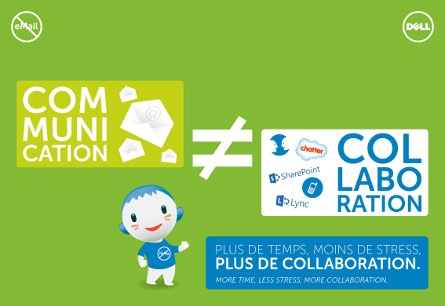 eMail
DELL
COM
MUNI
CATION
@
≠
chatter
SharePoint
Lync
COL
LABO
RATION
PLUS DE TEMPS, MOINS DE STRESS,
PLUS DE COLLABORATION.
MORE TIME, LESS STRESS, MORE COLLABORATION.